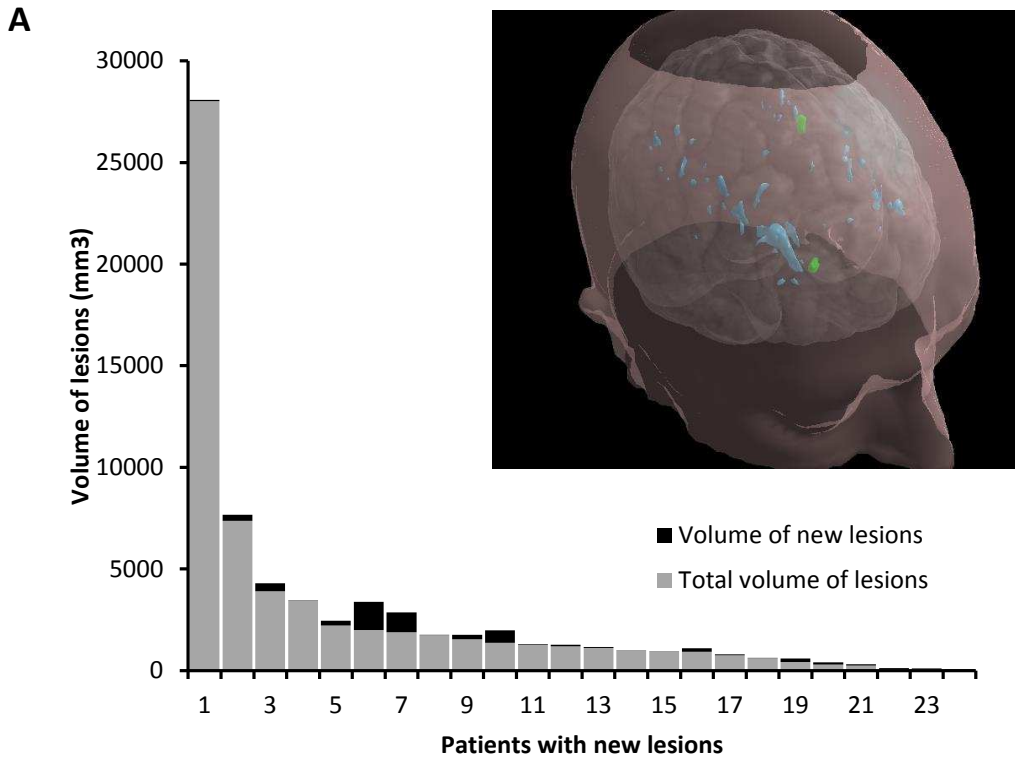 A
30000
25000
20000
15000
10000
5000
0
Volume of lesions (mm3)
Volume of new lesions
Total volume of lesions
1 3 5 7 9 11 13 15 17 19 21 23
Patients with new lesions